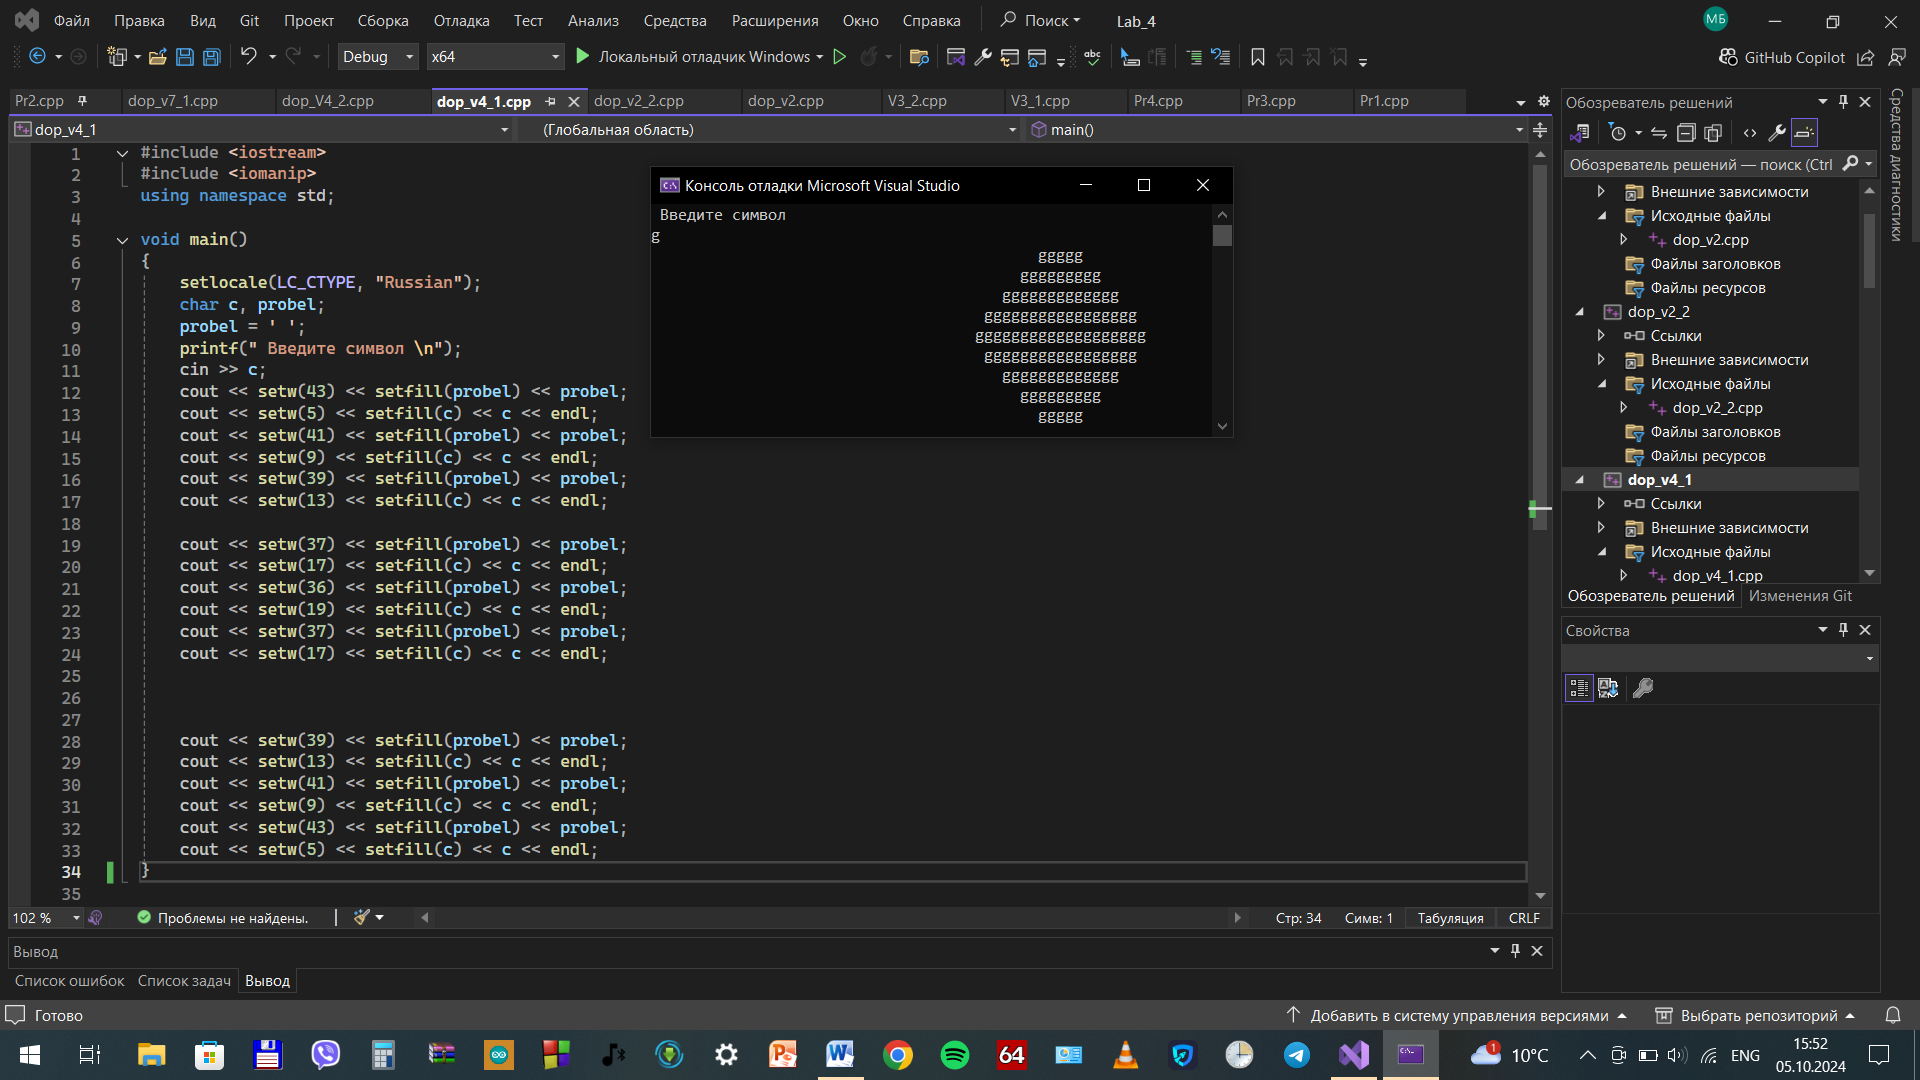 Файл Правка Вид Git Проект Сборка Отладка Тест Анализ Средства Расширения Окно Справка Поиск Lab_4 МБ
Debug x64 Локальный отладчик Windows abc GitHub Copilot
Pr2.cpp dop_v7_1.cpp dop_V4_2.cpp dop_v4_1.cpp dop_v2_2.cpp dop_v2.cpp V3_2.cpp V3_1.cpp Pr4.cpp Pr3.cpp Pr1.cpp
dop_v4_1 (Глобальная область) main()
1 #include <iostream>
2 #include <iomanip>
3 using namespace std;
4
5 void main()
6 {
7 setlocale(LC_CTYPE, "Russian");
8 char c, probel;
9 probel = ' ';
10 printf(" Введите символ \n");
11 cin >> c;
12 cout << setw(43) << setfill(probel) << probel;
13 cout << setw(5) << setfill(c) << c << endl;
14 cout << setw(41) << setfill(probel) << probel;
15 cout << setw(9) << setfill(c) << c << endl;
16 cout << setw(39) << setfill(probel) << probel;
17 cout << setw(13) << setfill(c) << c << endl;
18
19 cout << setw(37) << setfill(probel) << probel;
20 cout << setw(17) << setfill(c) << c << endl;
21 cout << setw(36) << setfill(probel) << probel;
22 cout << setw(19) << setfill(c) << c << endl;
23 cout << setw(37) << setfill(probel) << probel;
24 cout << setw(17) << setfill(c) << c << endl;
25
26
27
28 cout << setw(39) << setfill(probel) << probel;
29 cout << setw(13) << setfill(c) << c << endl;
30 cout << setw(41) << setfill(probel) << probel;
31 cout << setw(9) << setfill(c) << c << endl;
32 cout << setw(43) << setfill(probel) << probel;
33 cout << setw(5) << setfill(c) << c << endl;
34 }
35
Консоль отладки Microsoft Visual Studio
Введите символ
g
ggggg
ggggggggg
ggggggggggggg
ggggggggggggggggg
ggggggggggggggggggg
ggggggggggggggggg
ggggggggggggg
ggggggggg
ggggg
102 % Проблемы не найдены. Стр: 34 Симв: 1 Табуляция CRLF
Вывод
Список ошибок Список задач Вывод
Обозреватель решений
Обозреватель решений — поиск (Ctrl
Внешние зависимости
Исходные файлы
dop_v2.cpp
Файлы заголовков
Файлы ресурсов
dop_v2_2
Ссылки
Внешние зависимости
Исходные файлы
dop_v2_2.cpp
Файлы заголовков
Файлы ресурсов
dop_v4_1
Ссылки
Внешние зависимости
Исходные файлы
dop_v4_1.cpp
Обозреватель решений Изменения Git
Свойства
Средства диагностики
Готово Добавить в систему управления версиями Выбрать репозиторий
64 1 10°C ENG 15:52
05.10.2024